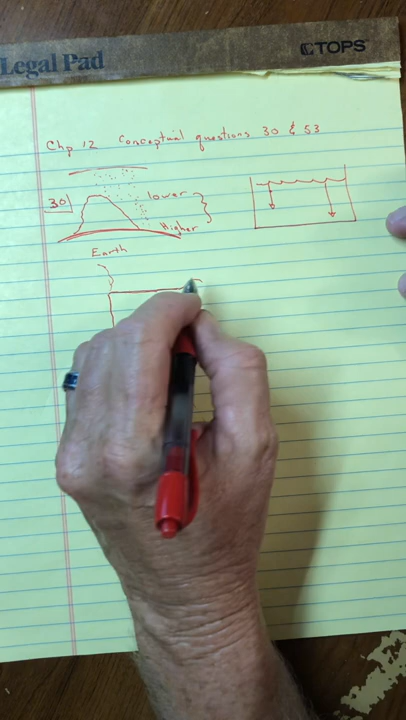 Legal Pad
TOPS
Chp 12 Conceptual questions 30 & 53
30
lower
Higher
Earth